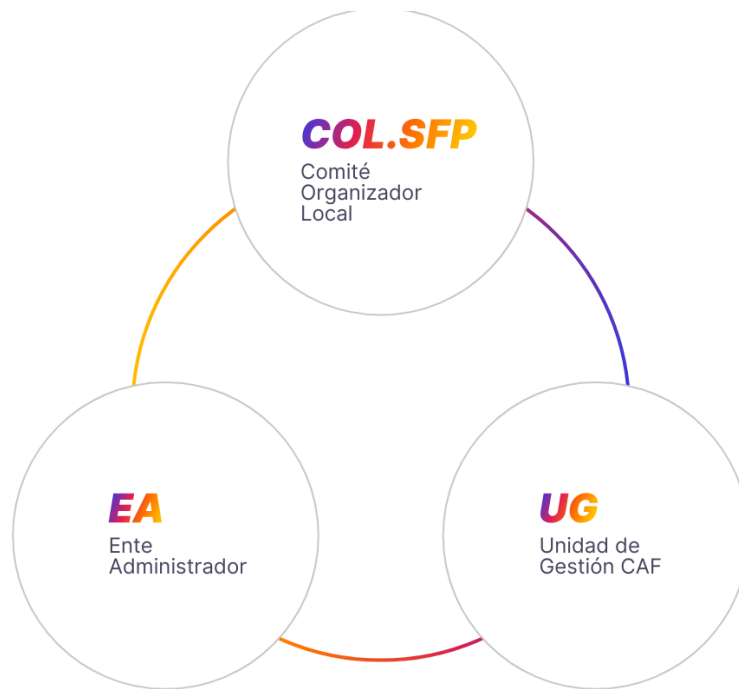 COL.SFP
Comité
Organizador
Local
EA
Ente
Administrador
UG
Unidad de
Gestión CAF